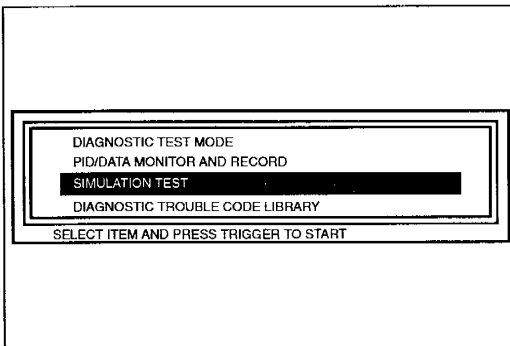 DIAGNOSTIC TEST MODE
PID/DATA MONITOR AND RECORD
SIMULATION TEST
DIAGNOSTIC TROUBLE CODE LIBRARY
SELECT ITEM AND PRESS TRIGGER TO START